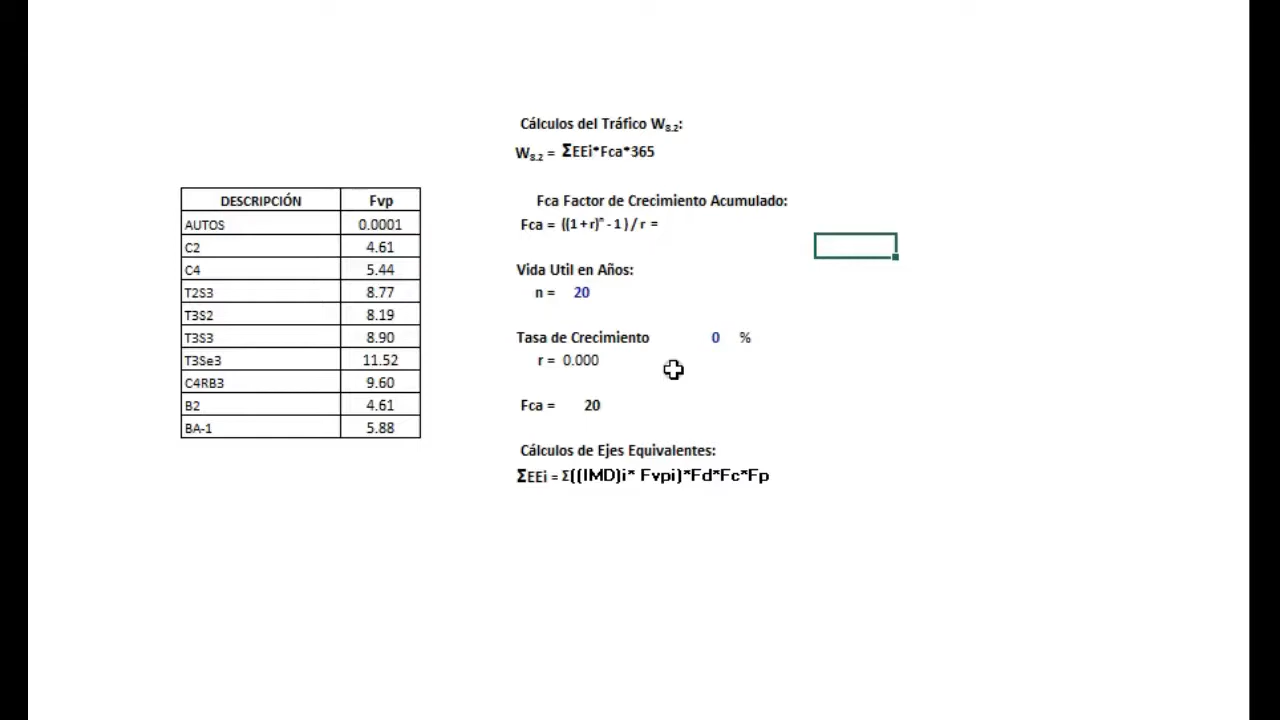 DESCRIPCIÓN Fvp
AUTOS 0.0001
C2 4.61
C4 5.44
T2S3 8.77
T3S2 8.19
T3S3 8.90
T3Se3 11.52
C4RB3 9.60
B2 4.61
BA-1 5.88
Cálculos del Tráfico W8.2:
W8.2 = ΣEEi*Fca*365
Fca Factor de Crecimiento Acumulado:
Fca = ((1+r)ⁿ - 1) / r =
Vida Util en Años:
n = 20
Tasa de Crecimiento 0 %
r = 0.000
Fca = 20
Cálculos de Ejes Equivalentes:
ΣEEi = Σ((IMD)i* Fvpi)*Fd*Fc*Fp